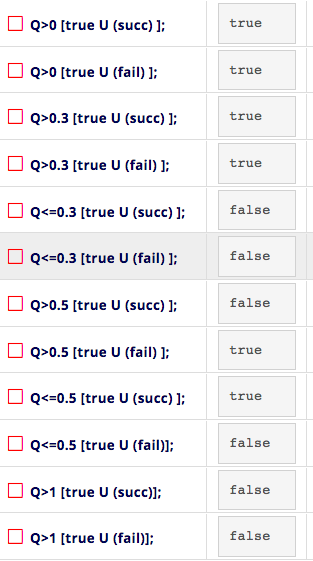 Q>0 [true U (succ) ]; true
Q>0 [true U (fail) ]; true
Q>0.3 [true U (succ) ]; true
Q>0.3 [true U (fail) ]; true
Q<=0.3 [true U (succ) ]; false
Q<=0.3 [true U (fail) ]; false
Q>0.5 [true U (succ) ]; false
Q>0.5 [true U (fail) ]; true
Q<=0.5 [true U (succ) ]; true
Q<=0.5 [true U (fail)]; false
Q>1 [true U (succ)]; false
Q>1 [true U (fail)]; false